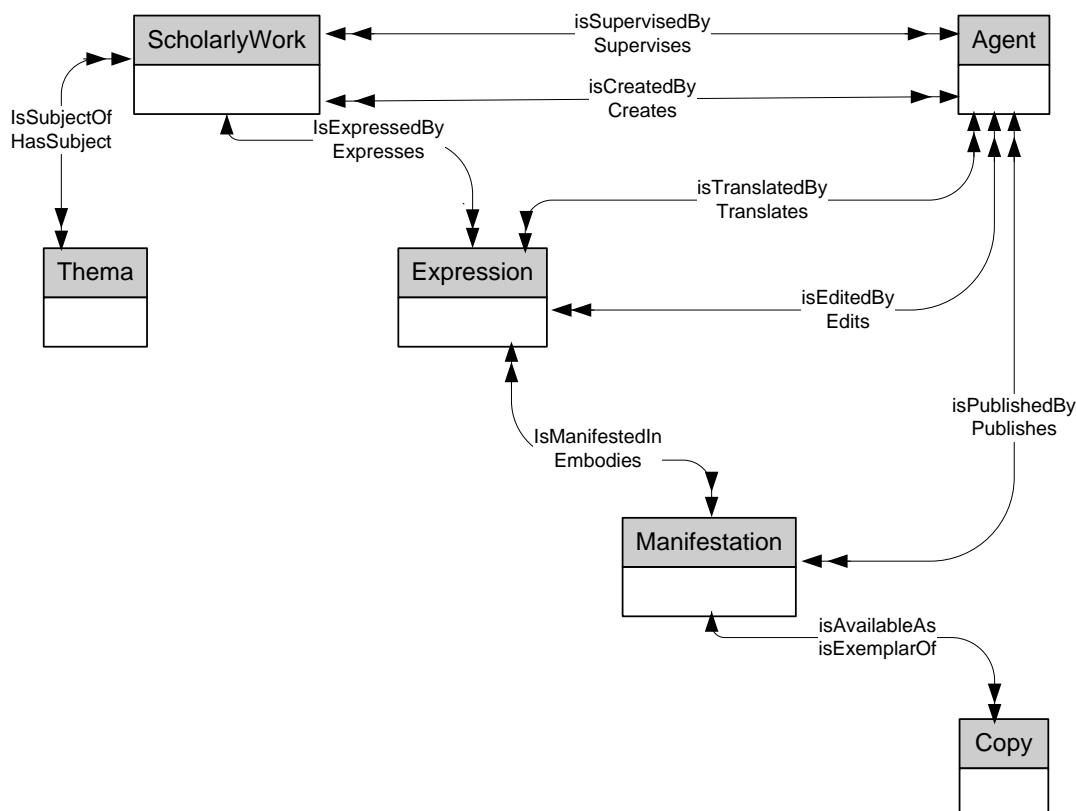 ScholarlyWork
isSupervisedBy
Supervises
Agent
isCreatedBy
Creates
IsSubjectOf
HasSubject
IsExpressedBy
Expresses
isTranslatedBy
Translates
Thema
Expression
isEditedBy
Edits
isPublishedBy
Publishes
IsManifestedIn
Embodies
Manifestation
isAvailableAs
isExemplarOf
Copy